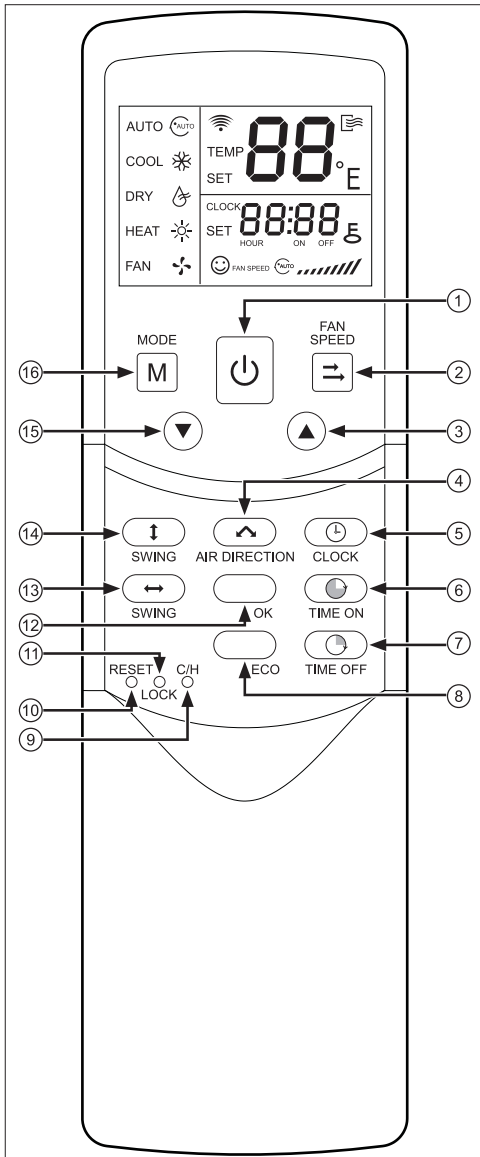 AUTO AUTO
COOL
DRY
HEAT
FAN
TEMP
SET
88°E
CLOCK
SET
88:88
HOUR ON OFF
FAN SPEED AUTO
1
MODE
FAN
SPEED
16
M
2
15
3
4
14
5
SWING
AIR DIRECTION
CLOCK
13
6
SWING
OK
TIME ON
12
11
7
RESET
C/H
ECO
TIME OFF
LOCK
8
10
9